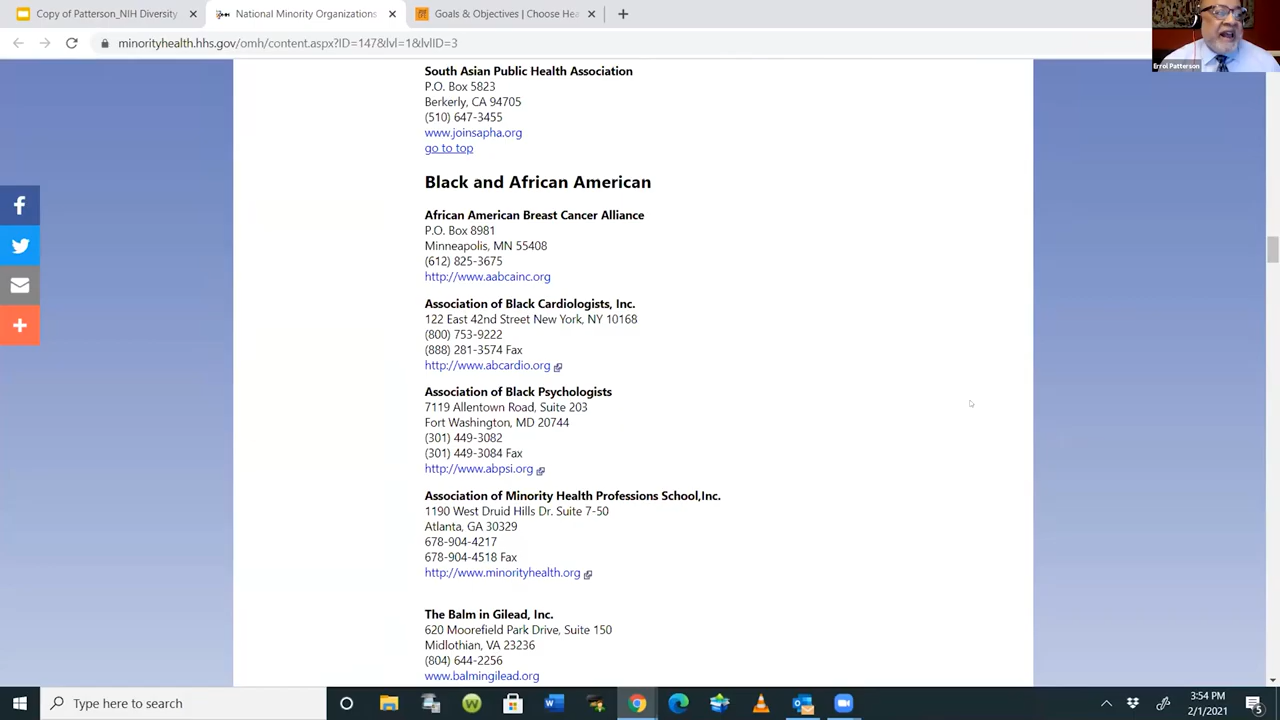 Copy of Patterson_NIH Diversity
National Minority Organizations
Goals & Objectives | Choose Hea
minorityhealth.hhs.gov/omh/content.aspx?ID=147&lvl=1&lvlID=3
Errol Patterson
South Asian Public Health Association
P.O. Box 5823
Berkerly, CA 94705
(510) 647-3455
www.joinsapha.org
go to top
Black and African American
African American Breast Cancer Alliance
P.O. Box 8981
Minneapolis, MN 55408
(612) 825-3675
http://www.aabcainc.org
Association of Black Cardiologists, Inc.
122 East 42nd Street New York, NY 10168
(800) 753-9222
(888) 281-3574 Fax
http://www.abcardio.org
Association of Black Psychologists
7119 Allentown Road, Suite 203
Fort Washington, MD 20744
(301) 449-3082
(301) 449-3084 Fax
http://www.abpsi.org
Association of Minority Health Professions School,Inc.
1190 West Druid Hills Dr. Suite 7-50
Atlanta, GA 30329
678-904-4217
678-904-4518 Fax
http://www.minorityhealth.org
The Balm in Gilead, Inc.
620 Moorefield Park Drive, Suite 150
Midlothian, VA 23236
(804) 644-2256
www.balmingilead.org
Type here to search
3:54 PM
2/1/2021
5